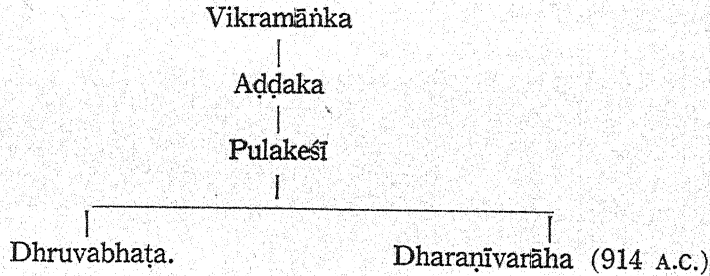 Vikramāṅka
Aḍḍaka
Pulakeśī
Dhruvabhaṭa.
Dharaṇīvarāha (914 A.C.)